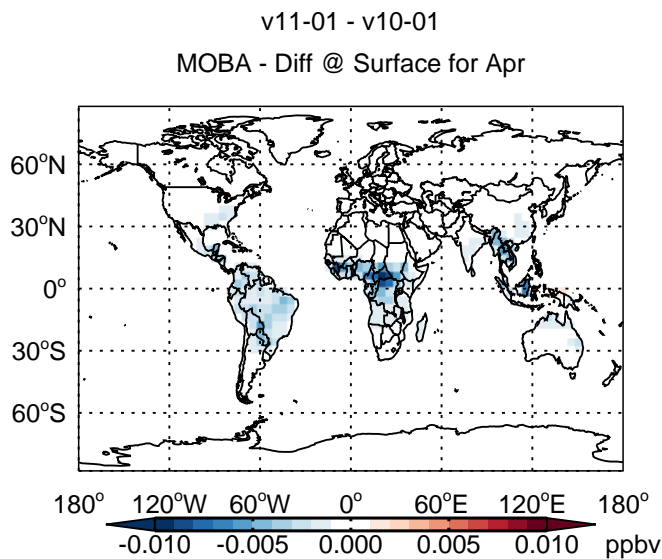 v11-01 - v10-01
MOBA - Diff @ Surface for Apr
60°N
30°N
0°
30°S
60°S
180° 120°W 60°W 0° 60°E 120°E 180°
-0.010 -0.005 0.000 0.005 0.010 ppbv